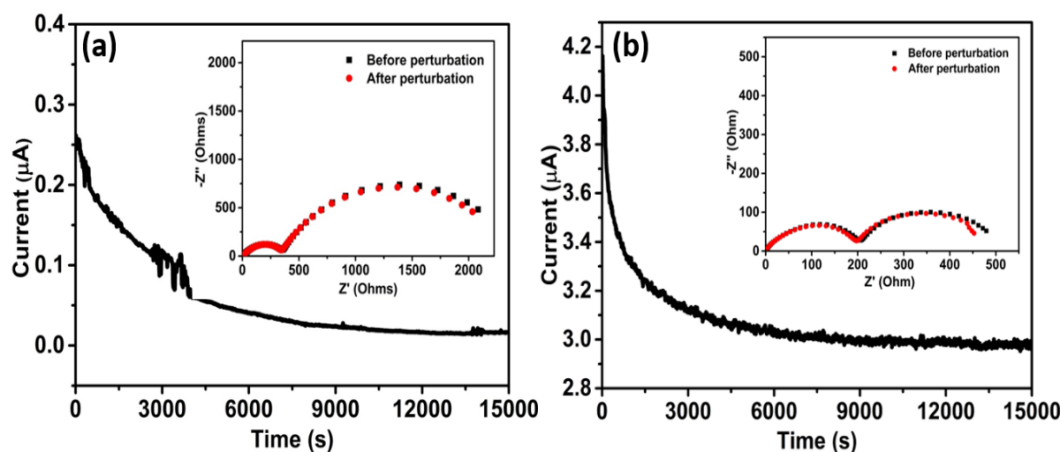 (a)
Before perturbation
After perturbation
-Z'' (Ohms)
2000
1500
1000
500
0
0 500 1000 1500 2000
Z' (Ohms)
Current (µA)
0.4
0.3
0.2
0.1
0.0
0 3000 6000 9000 12000 15000
Time (s)
(b)
Before perturbation
After perturbation
-Z'' (Ohm)
500
400
300
200
100
0
0 100 200 300 400 500
Z' (Ohm)
Current (µA)
4.2
4.0
3.8
3.6
3.4
3.2
3.0
2.8
0 3000 6000 9000 12000 15000
Time (s)